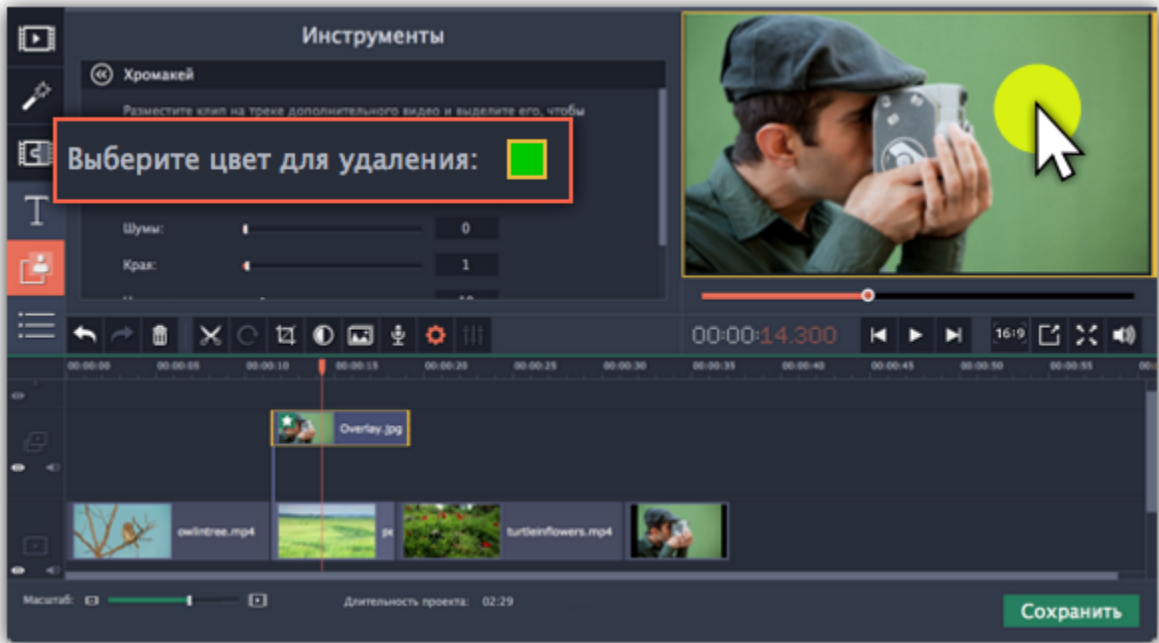 Инструменты
Хромакей
Разместите клип на треке дополнительного видео и выделите его, чтобы
Выберите цвет для удаления:
Шумы: 0
Края: 1
T
00:00:14.300
16:9
00:00:00 00:00:05 00:00:10 00:00:15 00:00:20 00:00:25 00:00:30 00:00:35 00:00:40 00:00:45 00:00:50 00:00:55
Overlay.jpg
owlintree.mp4
turtleinflowers.mp4
Масштаб:
Длительность проекта: 02:29
Сохранить